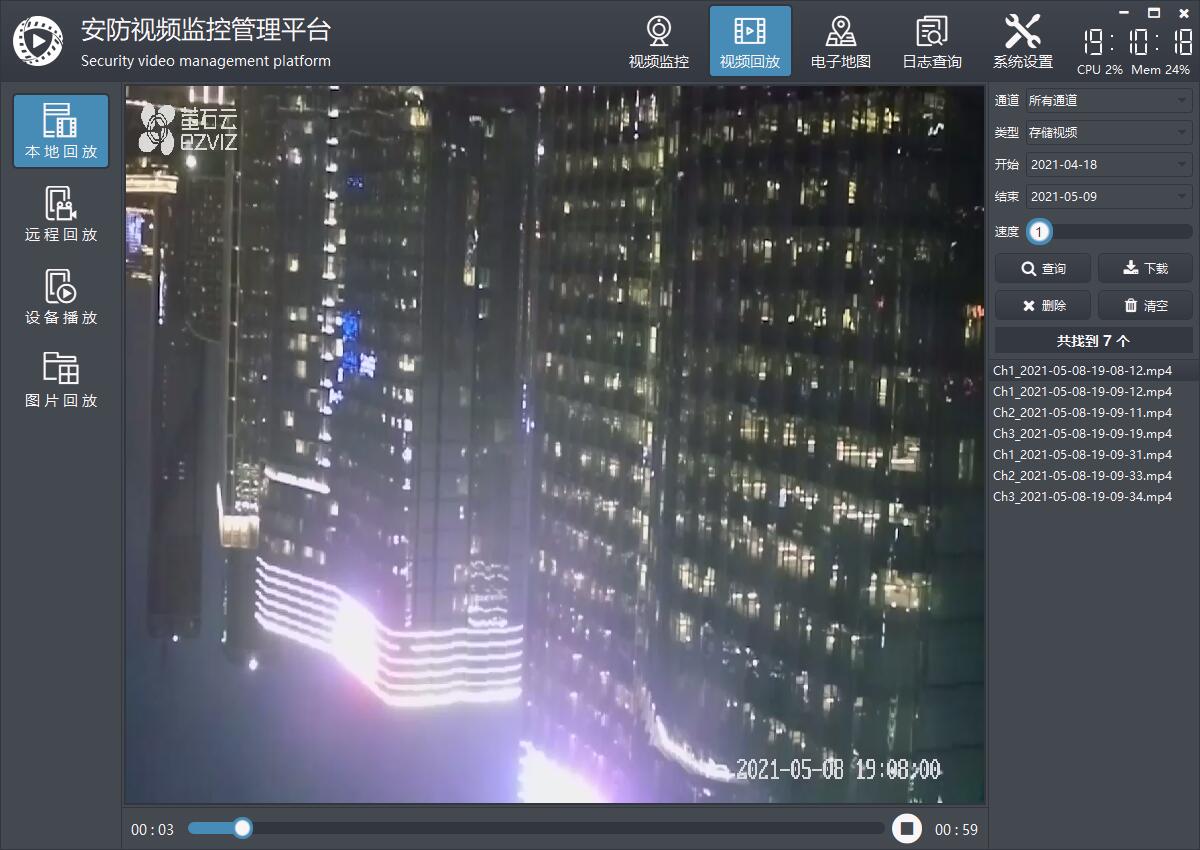 安防视频监控管理平台
Security video management platform
视频监控
视频回放
电子地图
日志查询
系统设置
19:10:18
CPU 2% Mem 24%
本地回放
远程回放
设备播放
图片回放
萤石云
EZVIZ
2021-05-08 19:08:00
00:03
00:59
通道 所有通道
类型 存储视频
开始 2021-04-18
结束 2021-05-09
速度 1
查询 下载
删除 清空
共找到 7 个
Ch1_2021-05-08-19-08-12.mp4
Ch1_2021-05-08-19-09-12.mp4
Ch2_2021-05-08-19-09-11.mp4
Ch3_2021-05-08-19-09-19.mp4
Ch1_2021-05-08-19-09-31.mp4
Ch2_2021-05-08-19-09-33.mp4
Ch3_2021-05-08-19-09-34.mp4